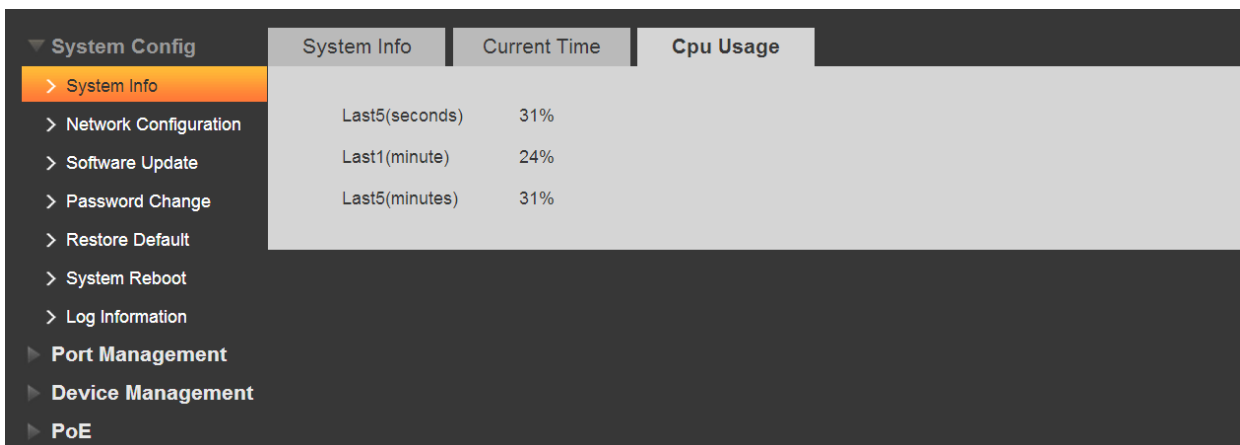 System Config
System Info
Network Configuration
Software Update
Password Change
Restore Default
System Reboot
Log Information
Port Management
Device Management
PoE
System Info Current Time Cpu Usage
Last5(seconds) 31%
Last1(minute) 24%
Last5(minutes) 31%